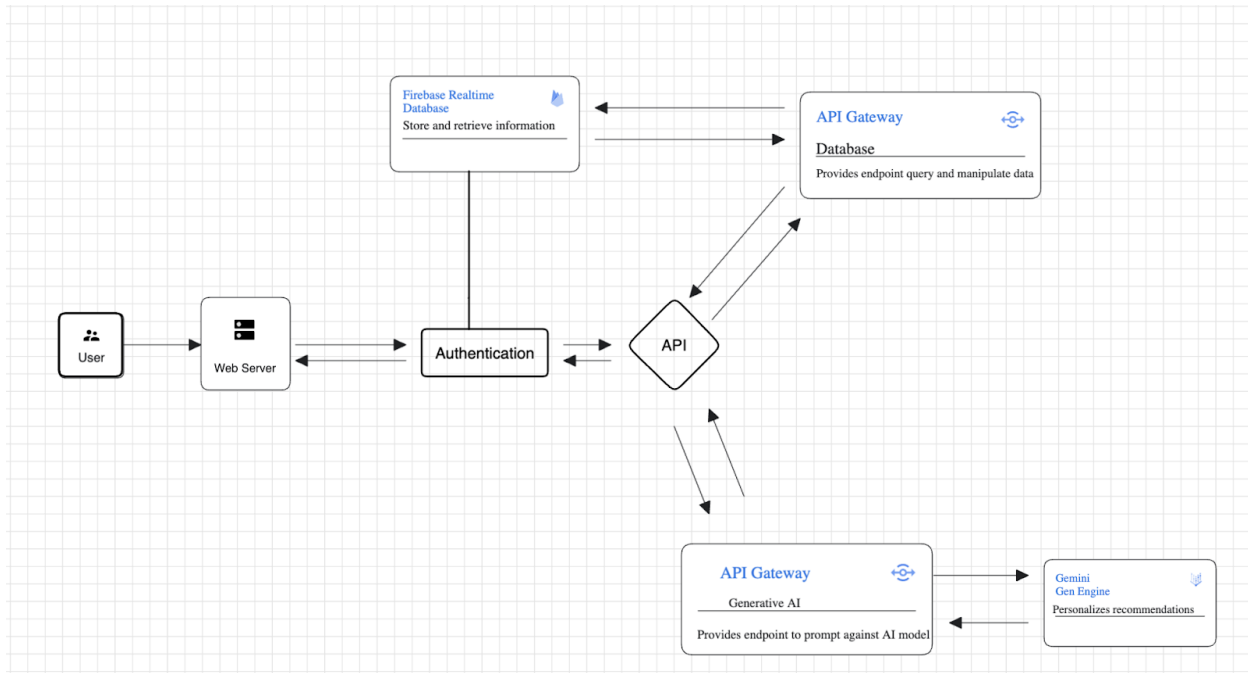 Firebase Realtime
Database
Store and retrieve information
API Gateway
Database
Provides endpoint query and manipulate data
User
Web Server
Authentication
API
API Gateway
Generative AI
Provides endpoint to prompt against AI model
Gemini
Gen Engine
Personalizes recommendations